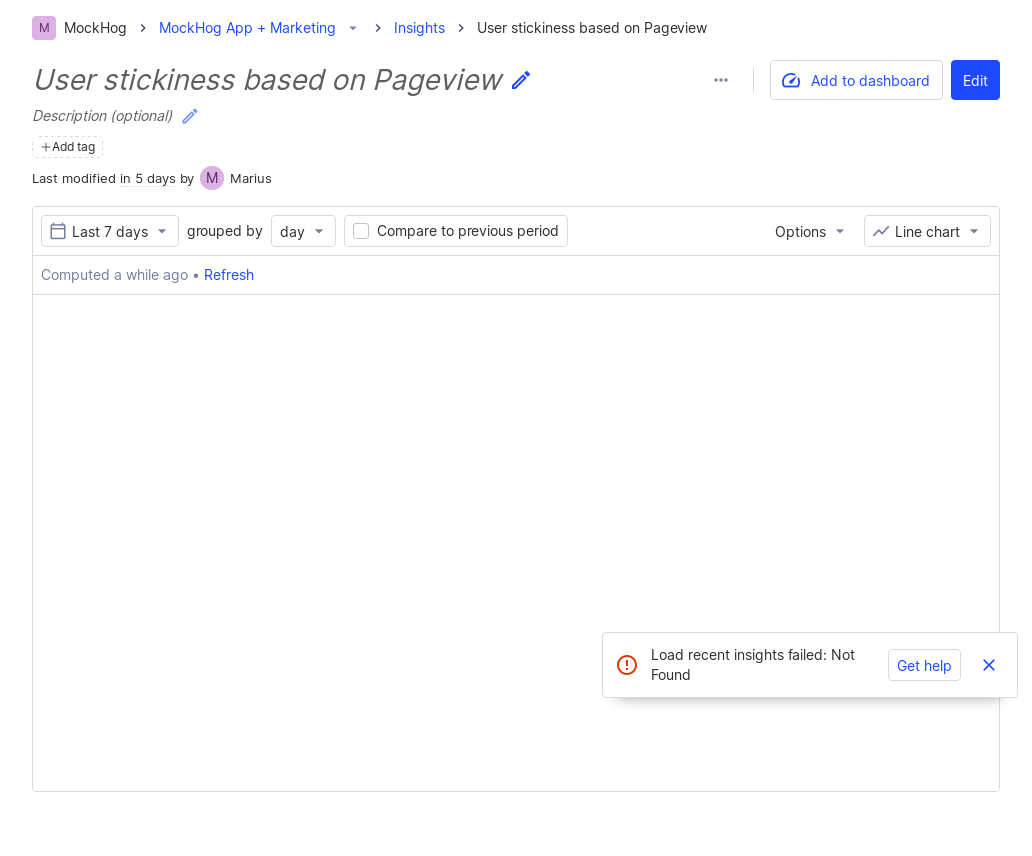 M MockHog MockHog App + Marketing Insights User stickiness based on Pageview
User stickiness based on Pageview
Add to dashboard
Edit
Description (optional)
Add tag
Last modified in 5 days by M Marius
Last 7 days grouped by day Compare to previous period Options Line chart
Computed a while ago • Refresh
Load recent insights failed: Not
Found
Get help